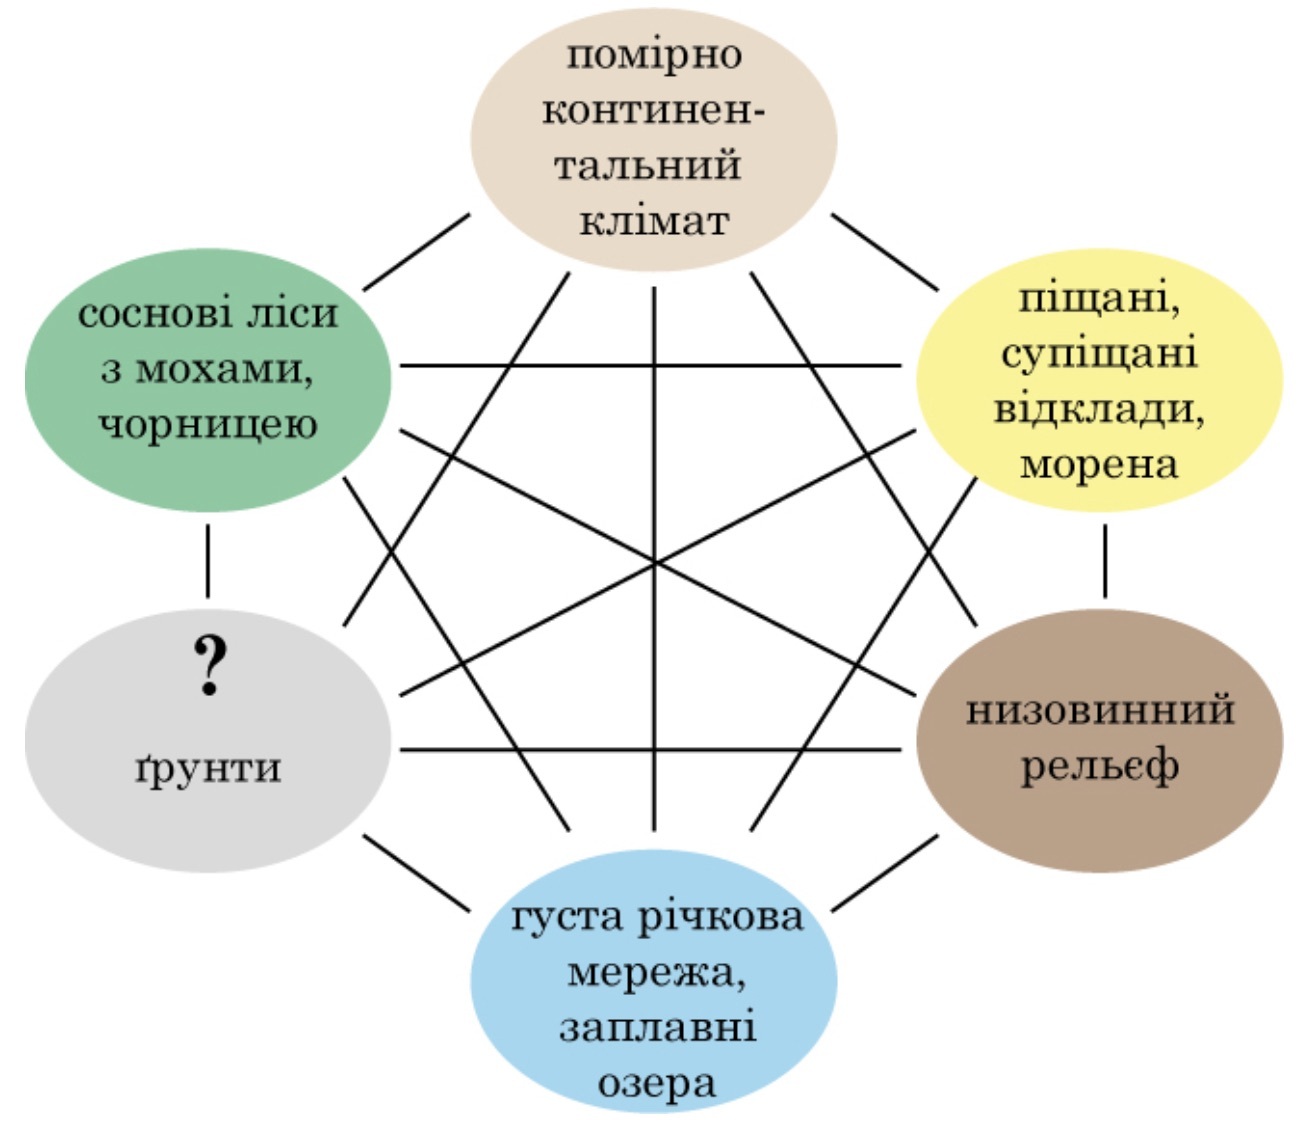 помірно
континен-
тальний
клімат
соснові ліси
з мохами,
чорницею
піщані,
супіщані
відклади,
морена
?
ґрунти
низовинний
рельєф
густа річкова
мережа,
заплавні
озера